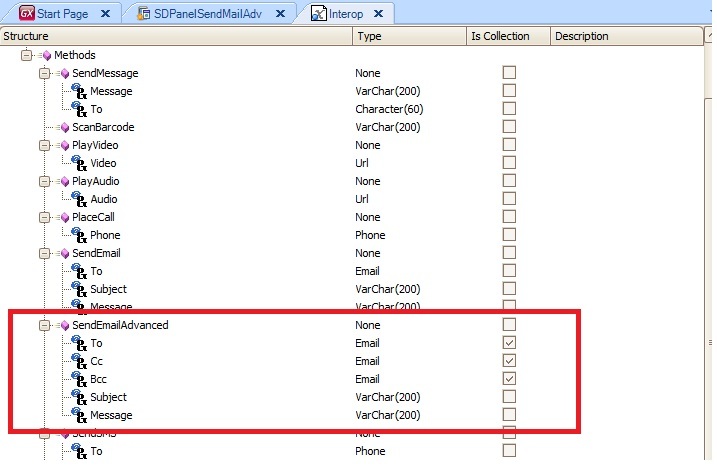 GX Start Page SDPanelSendMailAdv Interop
Structure Type Is Collection Description
Methods
SendMessage None
Message VarChar(200)
To Character(60)
ScanBarcode VarChar(200)
PlayVideo None
Video Url
PlayAudio None
Audio Url
PlaceCall None
Phone Phone
SendEmail None
To Email
Subject VarChar(200)
Message VarChar(200)
SendEmailAdvanced None
To Email
Cc Email
Bcc Email
Subject VarChar(200)
Message VarChar(200)
SendSMS None
To Phone